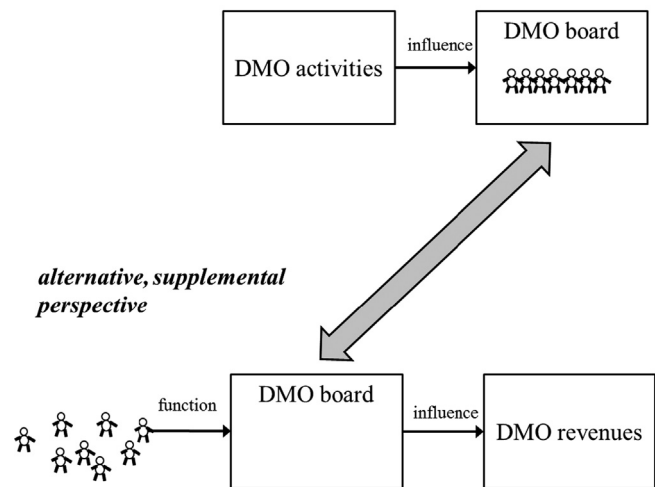 DMO activities
influence
DMO board
alternative, supplemental
perspective
function
DMO board
influence
DMO revenues